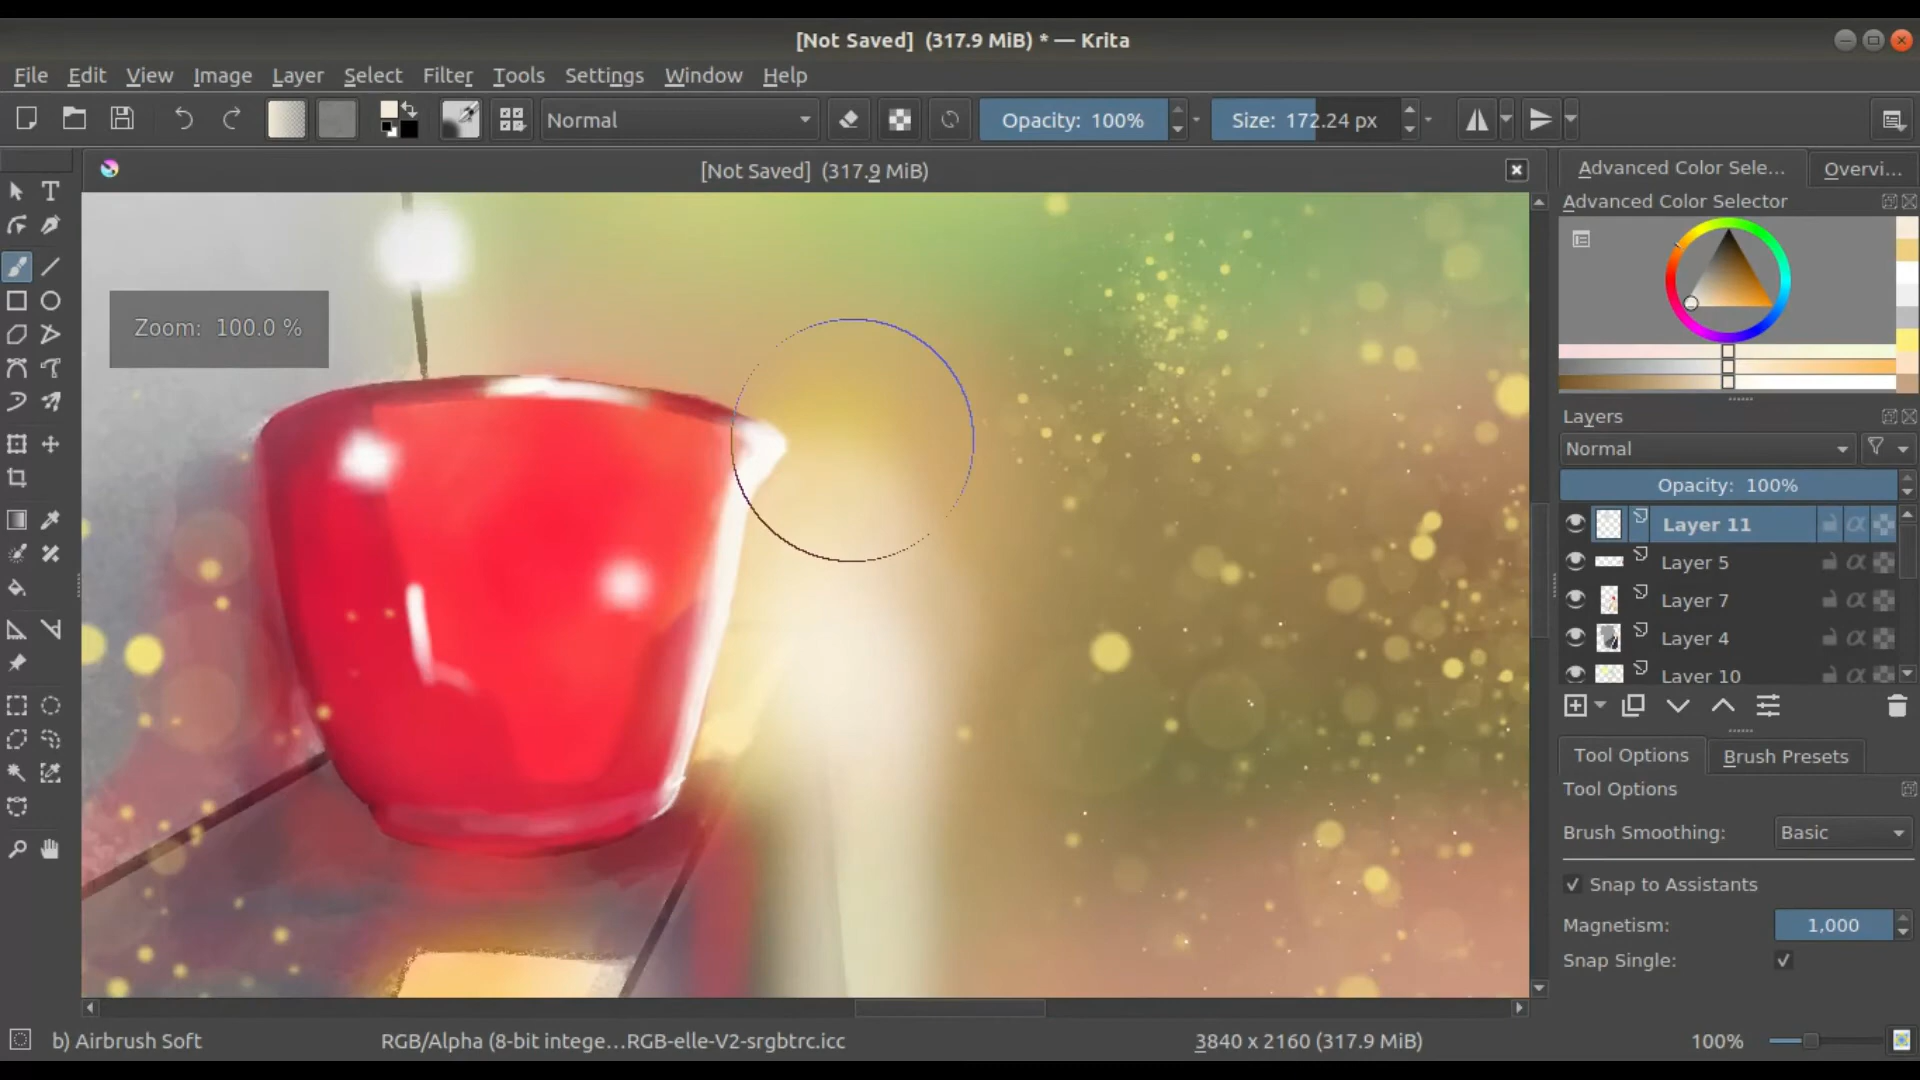 [Not Saved]  (317.9 MiB) * — Krita
File Edit View Image Layer Select Filter Tools Settings Window Help
Normal Opacity: 100% Size: 172.24 px
[Not Saved]  (317.9 MiB)
Advanced Color Sele... Overvi...
Advanced Color Selector
Zoom: 100.0 %
Layers
Normal
Opacity: 100%
Layer 11
Layer 5
Layer 7
Layer 4
Layer 10
Tool Options Brush Presets
Tool Options
Brush Smoothing: Basic
Snap to Assistants
Magnetism: 1,000
Snap Single:
b) Airbrush Soft RGB/Alpha (8-bit intege...RGB-elle-V2-srgbtrc.icc 3840 x 2160 (317.9 MiB) 100%